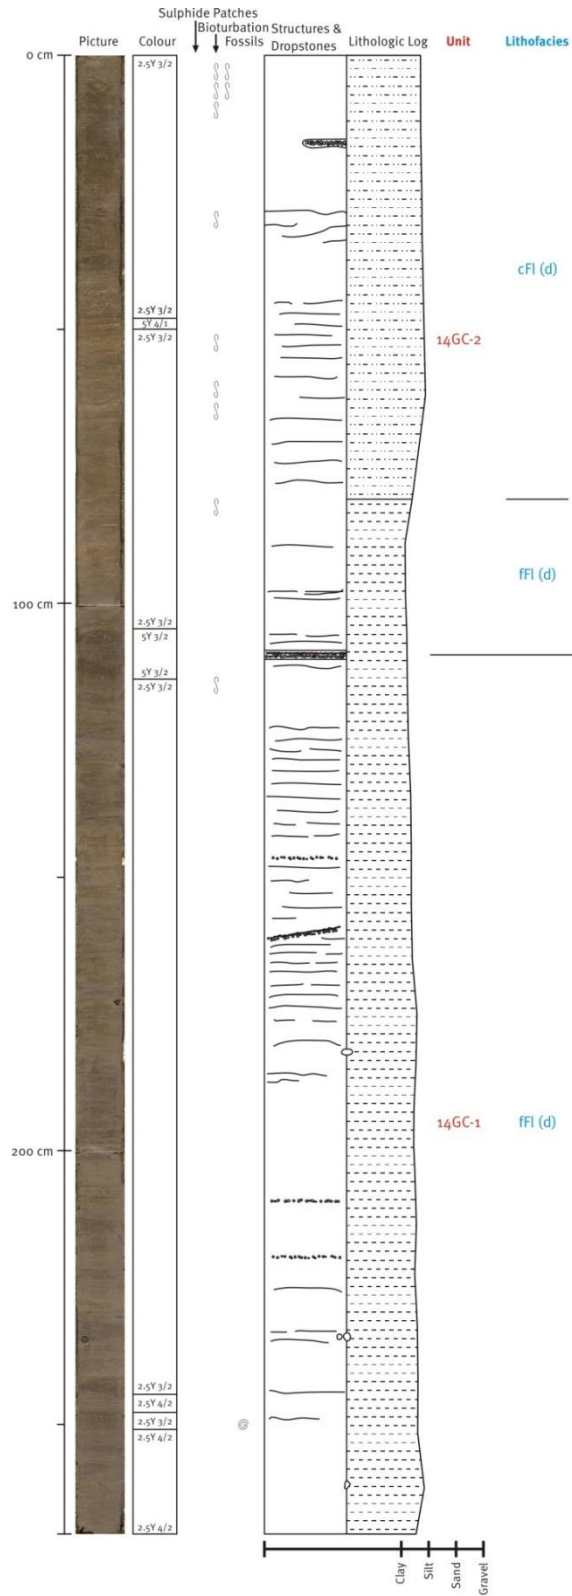 Sulphide Patches
Bioturbation
Fossils
Picture
Colour
Structures &
Dropstones
Lithologic Log
Unit
Lithofacies
0 cm
2.5Y 3/2
cFl (d)
2.5Y 3/2
5Y 4/1
2.5Y 3/2
14GC-2
fFl (d)
100 cm
2.5Y 3/2
5Y 3/2
5Y 3/2
2.5Y 3/2
14GC-1
fFl (d)
200 cm
2.5Y 3/2
2.5Y 4/2
2.5Y 3/2
2.5Y 4/2
2.5Y 4/2
Clay
Silt
Sand
Gravel